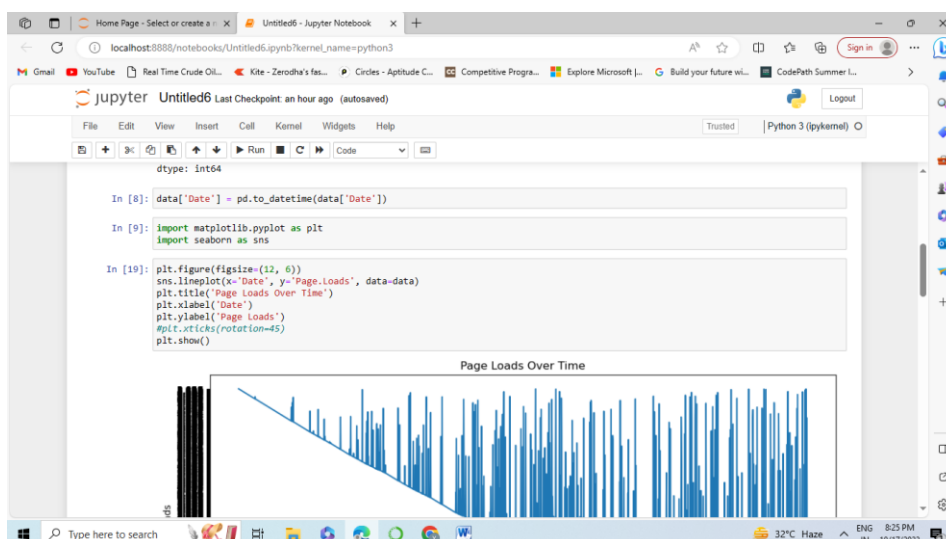 Home Page - Select or create a n
Untitled6 - Jupyter Notebook
localhost:8888/notebooks/Untitled6.ipynb?kernel_name=python3
Sign in
Gmail
YouTube
Real Time Crude Oil...
Kite - Zerodha's fas...
Circles - Aptitude C...
Competitive Progra...
Explore Microsoft |...
Build your future wi...
CodePath Summer I...
jupyter Untitled6 Last Checkpoint: an hour ago (autosaved)
Logout
File Edit View Insert Cell Kernel Widgets Help
Trusted
Python 3 (ipykernel)
Run
Code
dtype: int64
In [8]: data['Date'] = pd.to_datetime(data['Date'])
In [9]: import matplotlib.pyplot as plt
import seaborn as sns
In [19]: plt.figure(figsize=(12, 6))
sns.lineplot(x='Date', y='Page.Loads', data=data)
plt.title('Page Loads Over Time')
plt.xlabel('Date')
plt.ylabel('Page Loads')
#plt.xticks(rotation=45)
plt.show()
Page Loads Over Time
ds
Type here to search
32°C Haze
ENG
8:25 PM